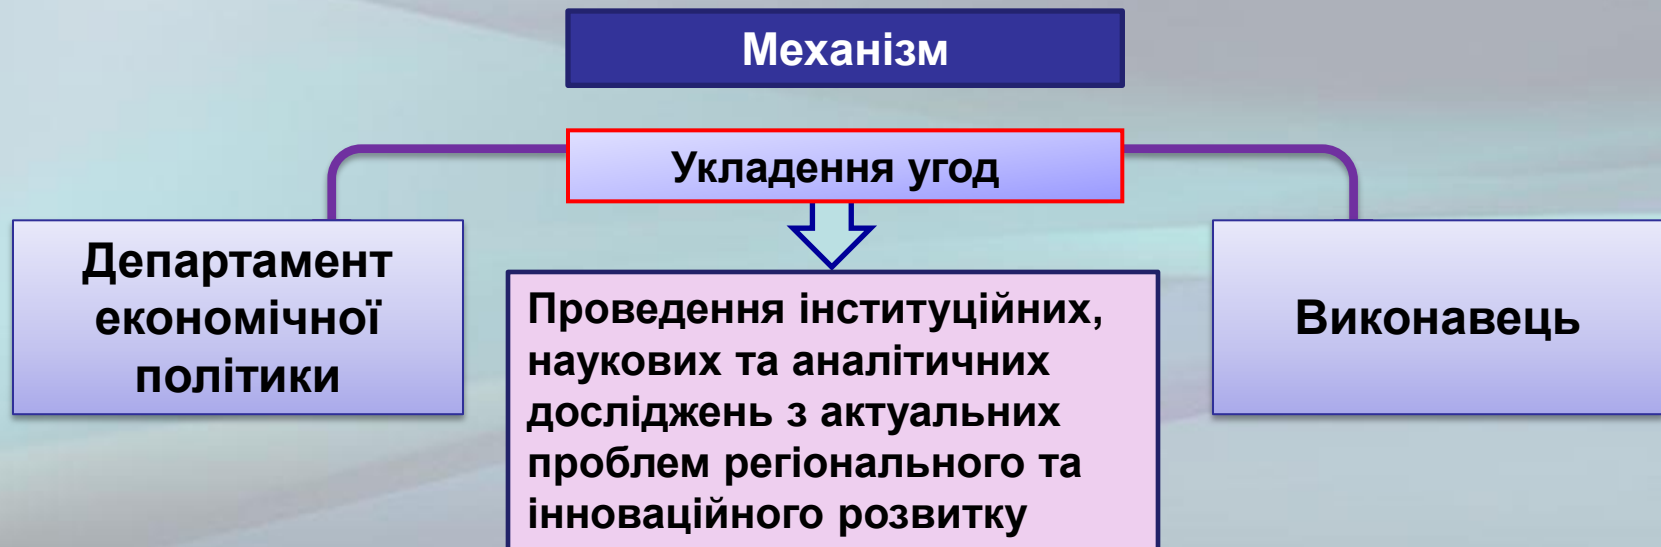 Механізм
Укладення угод
Департамент
економічної
політики
Проведення інституційних,
наукових та аналітичних
досліджень з актуальних
проблем регіонального та
інноваційного розвитку
Виконавець